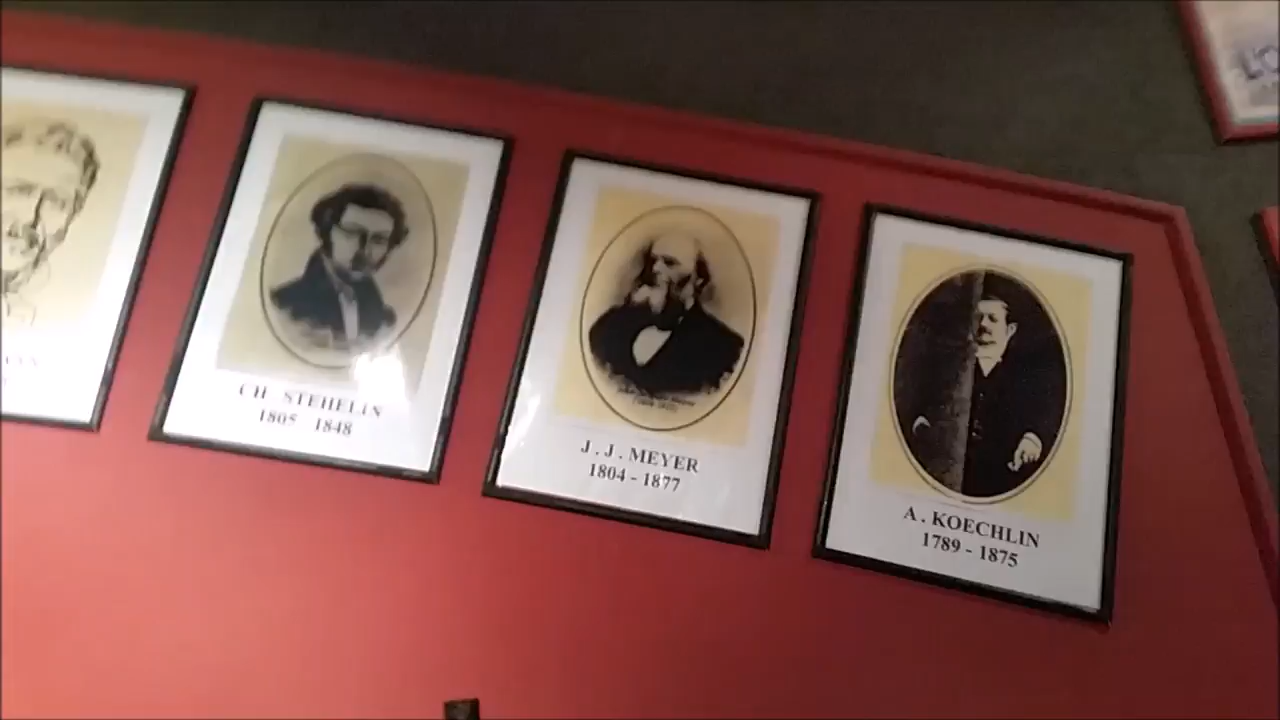 CH STEHELIN
1805 1848
J . J . MEYER
1804 - 1877
A . KOECHLIN
1789 - 1875